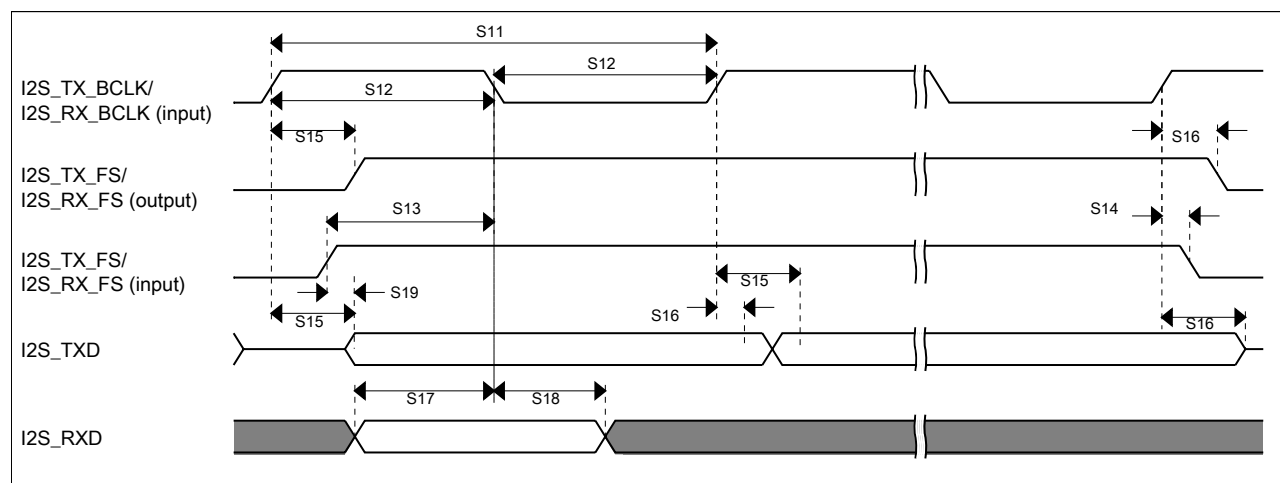 S11
I2S_TX_BCLK/
I2S_RX_BCLK (input)
S12
S12
S15
S16
I2S_TX_FS/
I2S_RX_FS (output)
S13
S14
I2S_TX_FS/
I2S_RX_FS (input)
S15
S19
S15
S16
S16
I2S_TXD
S17
S18
I2S_RXD